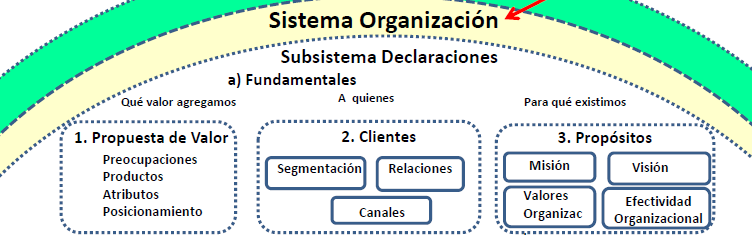 Sistema Organización
Subsistema Declaraciones
a) Fundamentales
Qué valor agregamos
A quienes
Para qué existimos
1. Propuesta de Valor
Preocupaciones
Productos
Atributos
Posicionamiento
2. Clientes
Segmentación
Relaciones
Canales
3. Propósitos
Misión
Visión
Valores
Organizac
Efectividad
Organizacional